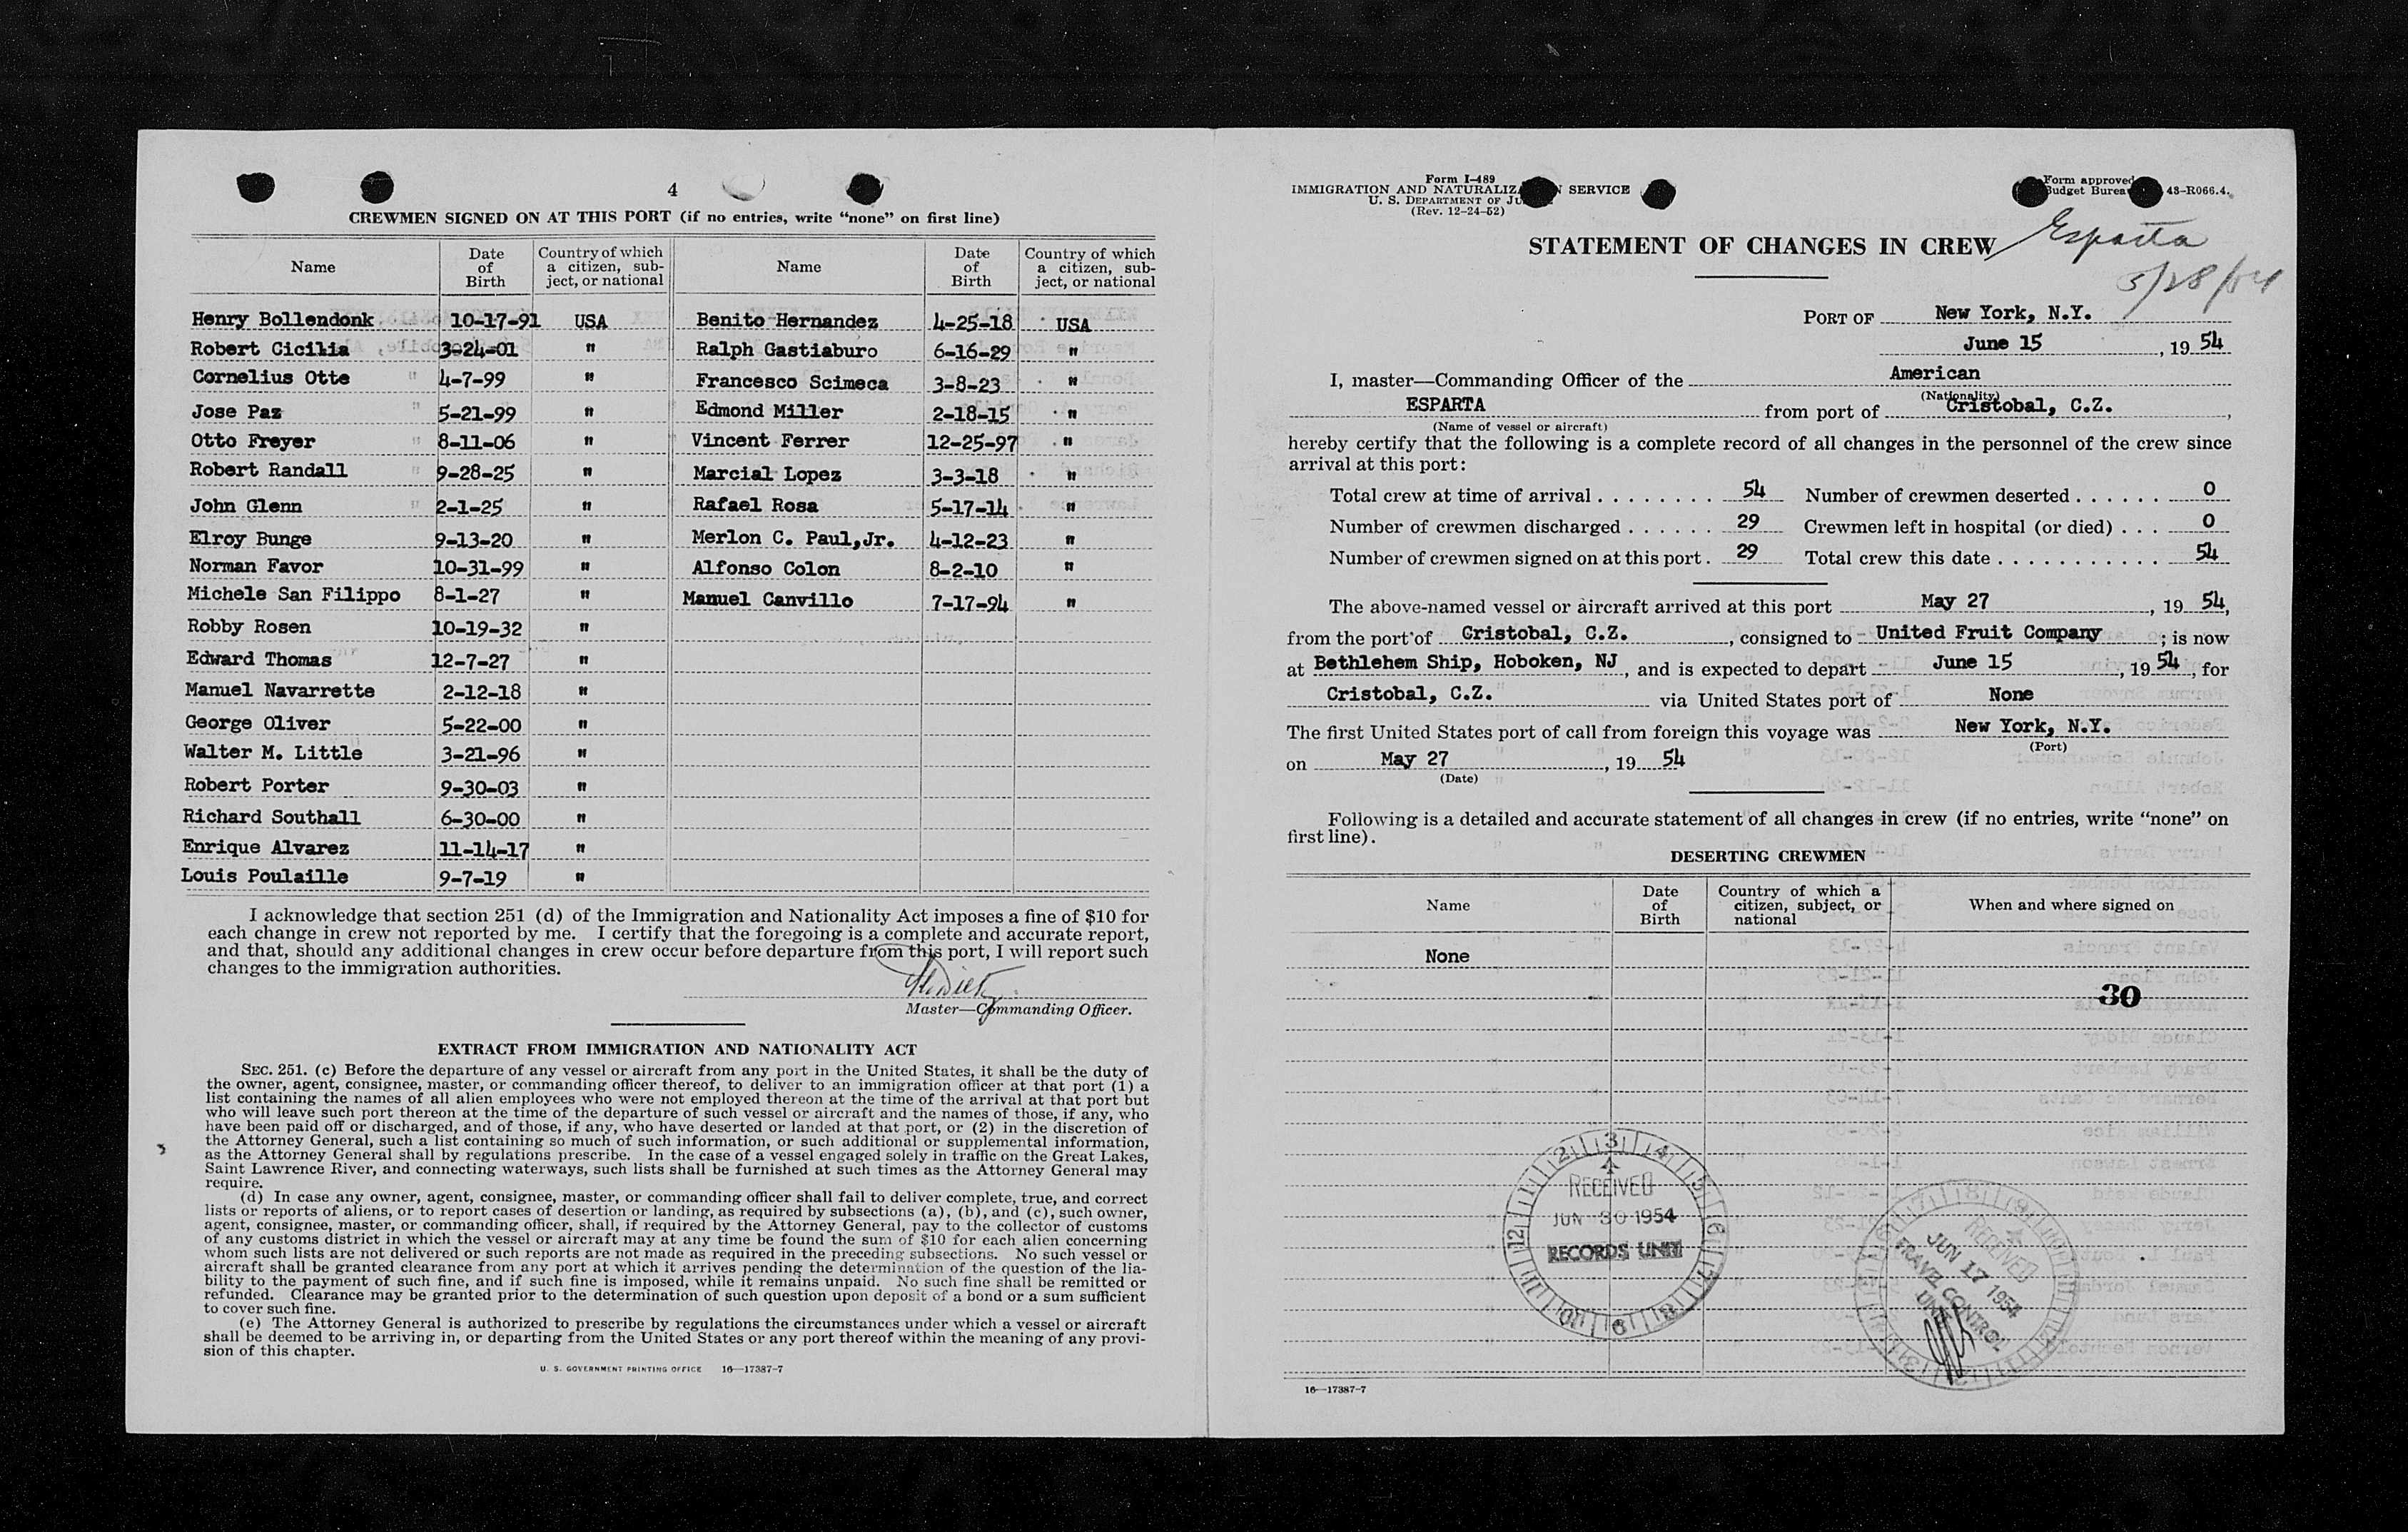 4
CREWMEN SIGNED ON AT THIS PORT (if no entries, write “none” on first line)
Name Date of Birth Country of which a citizen, sub- ject, or national Name Date of Birth Country of which a citizen, sub- ject, or national
Henry Bollendonk 10-17-91 USA Benito Hernandez 4-25-18 USA
Robert Cicilia 3-24-01 " Ralph Gastiaburo 6-16-29 "
Cornelius Otte 4-7-99 " Francesco Scimeca 3-8-23 "
Jose Paz 5-21-99 " Edmond Miller 2-18-15 "
Otto Freyer 8-11-06 " Vincent Ferrer 12-25-97 "
Robert Randall 9-28-25 " Marcial Lopez 3-3-18 "
John Glenn 2-1-25 " Rafael Rosa 5-17-14 "
Elroy Bunge 9-13-20 " Merlon C. Paul,Jr. 4-12-23 "
Norman Favor 10-31-99 " Alfonso Colon 8-2-10 "
Michele San Filippo 8-1-27 " Manuel Canvillo 7-17-94 "
Robby Rosen 10-19-32 "
Edward Thomas 12-7-27 "
Manuel Navarrette 2-12-18 "
George Oliver 5-22-00 "
Walter M. Little 3-21-96 "
Robert Porter 9-30-03 "
Richard Southall 6-30-00 "
Enrique Alvarez 11-14-17 "
Louis Poulaille 9-7-19 "
I acknowledge that section 251 (d) of the Immigration and Nationality Act imposes a fine of $10 for
each change in crew not reported by me. I certify that the foregoing is a complete and accurate report,
and that, should any additional changes in crew occur before departure from this port, I will report such
changes to the immigration authorities.
Master—Commanding Officer.
EXTRACT FROM IMMIGRATION AND NATIONALITY ACT
SEC. 251. (c) Before the departure of any vessel or aircraft from any port in the United States, it shall be the duty of
the owner, agent, consignee, master, or commanding officer thereof, to deliver to an immigration officer at that port (1) a
list containing the names of all alien employees who were not employed thereon at the time of the arrival at that port but
who will leave such port thereon at the time of the departure of such vessel or aircraft and the names of those, if any, who
have been paid off or discharged, and of those, if any, who have deserted or landed at that port, or (2) in the discretion of
the Attorney General, such a list containing so much of such information, or such additional or supplemental information,
as the Attorney General shall by regulations prescribe. In the case of a vessel engaged solely in traffic on the Great Lakes,
Saint Lawrence River, and connecting waterways, such lists shall be furnished at such times as the Attorney General may
require.
(d) In case any owner, agent, consignee, master, or commanding officer shall fail to deliver complete, true, and correct
lists or reports of aliens, or to report cases of desertion or landing, as required by subsections (a), (b), and (c), such owner,
agent, consignee, master, or commanding officer, shall, if required by the Attorney General, pay to the collector of customs
of any customs district in which the vessel or aircraft may at any time be found the sum of $10 for each alien concerning
whom such lists are not delivered or such reports are not made as required in the preceding subsections. No such vessel or
aircraft shall be granted clearance from any port at which it arrives pending the determination of the question of the lia-
bility to the payment of such fine, and if such fine is imposed, while it remains unpaid. No such fine shall be remitted or
refunded. Clearance may be granted prior to the determination of such question upon deposit of a bond or a sum sufficient
to cover such fine.
(e) The Attorney General is authorized to prescribe by regulations the circumstances under which a vessel or aircraft
shall be deemed to be arriving in, or departing from the United States or any port thereof within the meaning of any provi-
sion of this chapter.
U. S. GOVERNMENT PRINTING OFFICE 16—17387-7
Form I-489
IMMIGRATION AND SERVICE
U. S. DEPARTMENT OF
(Rev. 12-24-52)
Form approved
Budget 43-R066.4.
STATEMENT OF CHANGES IN CREW
Esparta
5/28/54
PORT OF New York, N.Y.
June 15, 1954
I, master—Commanding Officer of the American
(Nationality)
ESPARTA from port of Cristobal, C.Z.,
(Name of vessel or aircraft)
hereby certify that the following is a complete record of all changes in the personnel of the crew since
arrival at this port:
Total crew at time of arrival 54 Number of crewmen deserted 0
Number of crewmen discharged 29 Crewmen left in hospital (or died) 0
Number of crewmen signed on at this port 29 Total crew this date 54
The above-named vessel or aircraft arrived at this port May 27, 1954,
from the port of Cristobal, C.Z., consigned to United Fruit Company; is now
at Bethlehem Ship, Hoboken, NJ, and is expected to depart June 15, 1954, for
Cristobal, C.Z. via United States port of None
The first United States port of call from foreign this voyage was New York, N.Y.
(Port)
on May 27, 1954
(Date)
Following is a detailed and accurate statement of all changes in crew (if no entries, write “none” on
first line).
DESERTING CREWMEN
Name Date of Birth Country of which a citizen, subject, or national When and where signed on
None
30
RECEIVED
JUN 30 1954
RECORDS UNIT
RECEIVED
JUN 17 1954
TRAVEL CONTROL
UNIT
16—17387-7